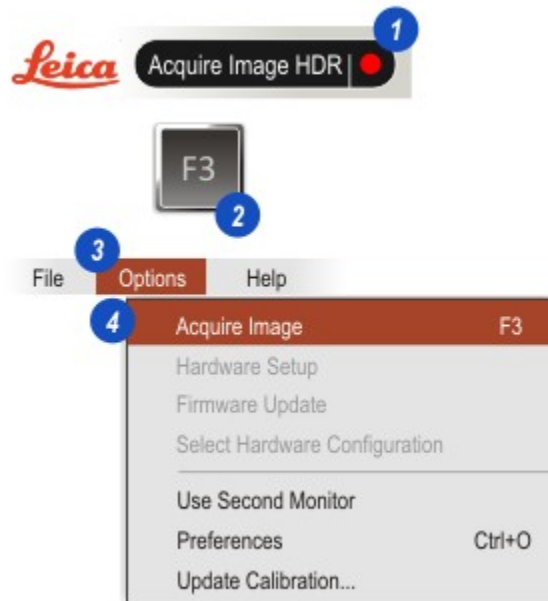 1
Leica Acquire Image HDR
F3
2
3
File Options Help
4
Acquire Image F3
Hardware Setup
Firmware Update
Select Hardware Configuration
Use Second Monitor
Preferences Ctrl+O
Update Calibration...